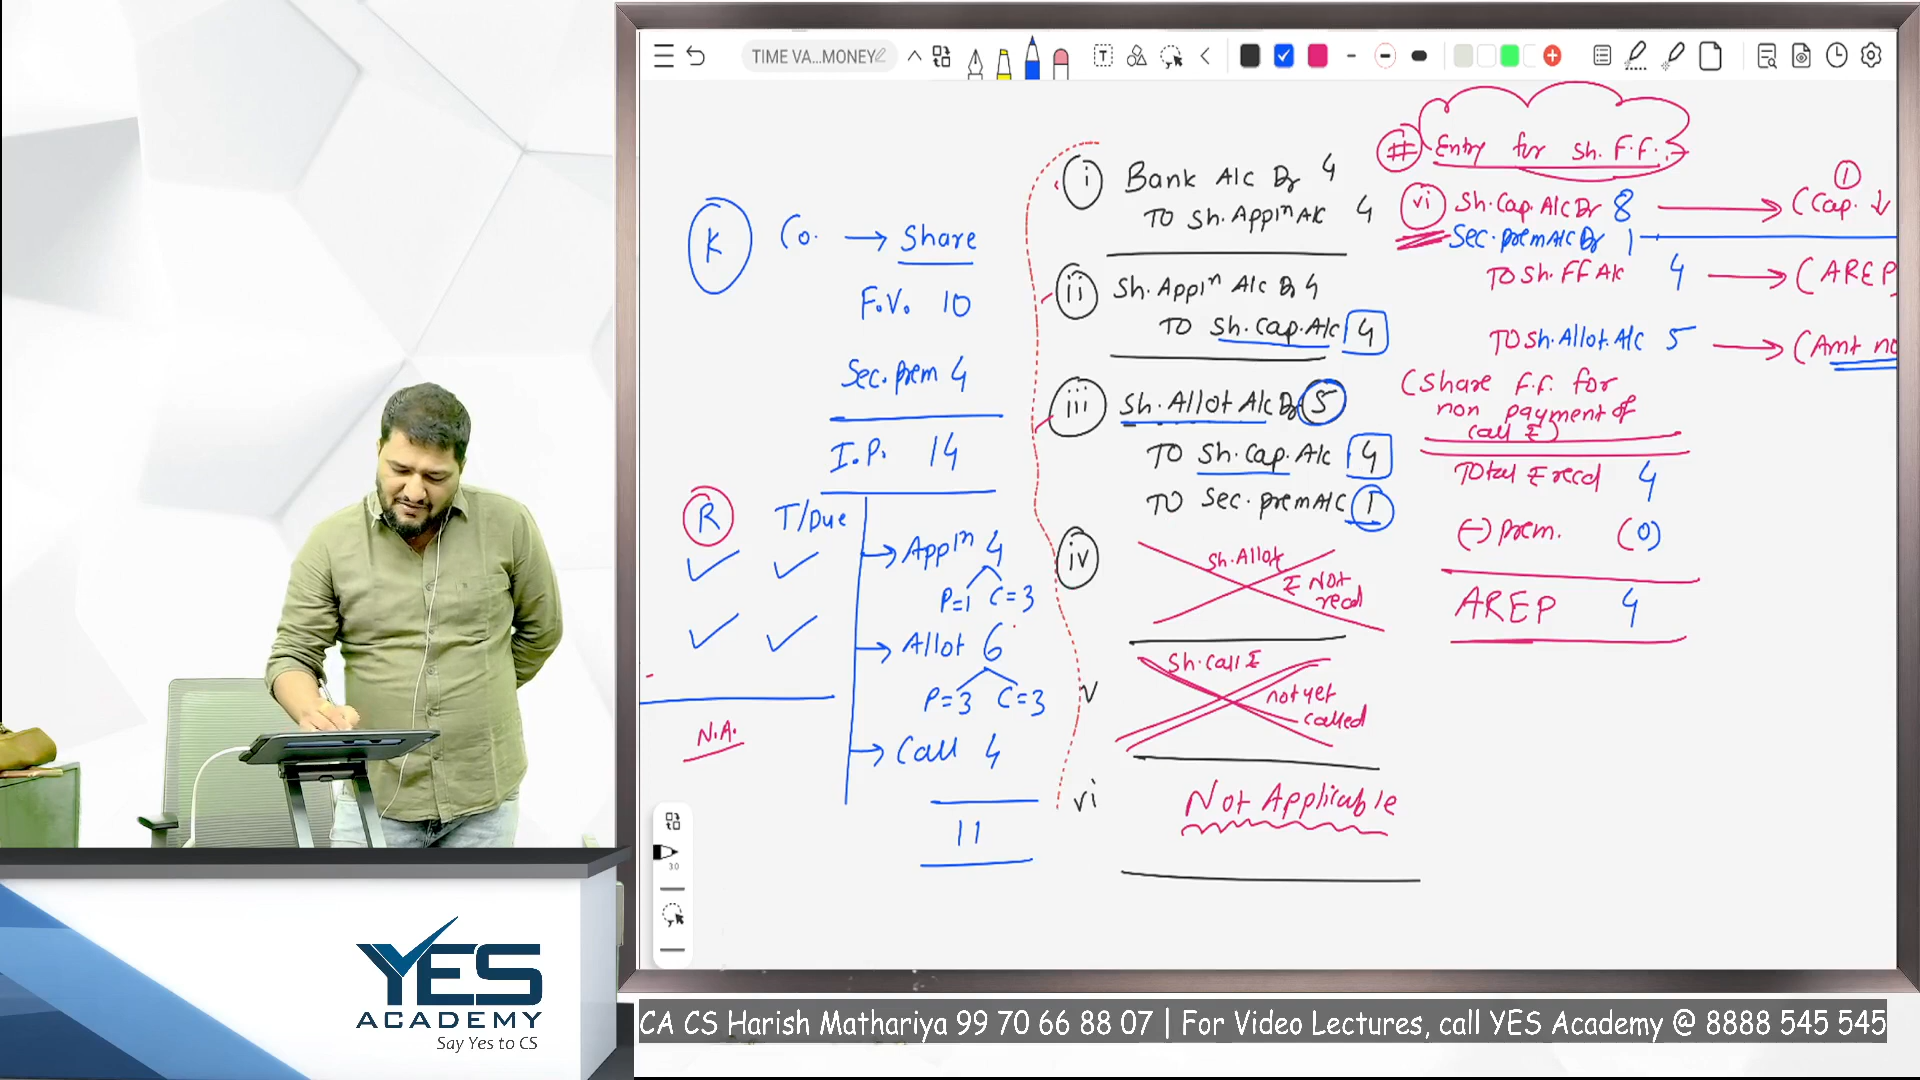 TIME VA...MONEY
K Co. → Share
F.V. 10
Sec. prem 4
I.P. 14
R T/Due
→ Appln 4
P=1 C=3
→ Allot 6
P=3 C=3
N.A.
→ Call 4
11
i Bank A/c Dr 4
TO Sh. Appln A/c 4
ii Sh. Appln A/c Dr 4
TO Sh. Cap. A/c 4
iii Sh. Allot A/c Dr 5
TO Sh. Cap. A/c 4
TO Sec. prem A/c 1
iv Sh. Allot
₹ Not
recd
v Sh. Call ₹
not yet
called
vi Not Applicable
# Entry for Sh. F.F.
1
vi Sh. Cap. A/c Dr 8 → (Cap. ↓
Sec. prem A/c Dr 1
TO Sh. FF A/c 4 → (AREP
TO Sh. Allot. A/c 5 → (Amt no
(Share F.F. for
non payment of
call ₹)
Total ₹ recd 4
(-) prem. (0)
AREP 4
30
YES
ACADEMY
Say Yes to CS
CA CS Harish Mathariya 99 70 66 88 07 | For Video Lectures, call YES Academy @ 8888 545 545